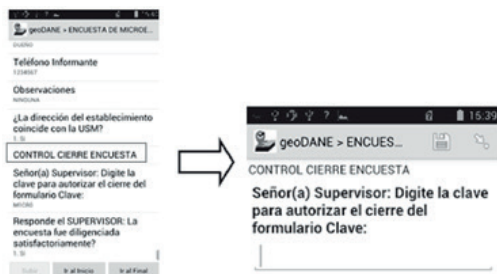 geoDANE > ENCUESTA DE MICROE...
DUEÑO
Teléfono
Informante
1234567
Observaciones
NINGUNA
¿La dirección del establecimiento
coincide con la USM?
1. Si
CONTROL CIERRE ENCUESTA
Señor(a) Supervisor: Digite la
clave para autorizar el cierre del
formulario Clave:
MICRO
Responde el SUPERVISOR: La
encuesta fue diligenciada
satisfactoriamente?
1. Si
Subir Ir al Inicio Ir al Final
15:39
geoDANE > ENCUES...
CONTROL CIERRE ENCUESTA
Señor(a) Supervisor: Digite la clave
para autorizar el cierre del
formulario Clave: